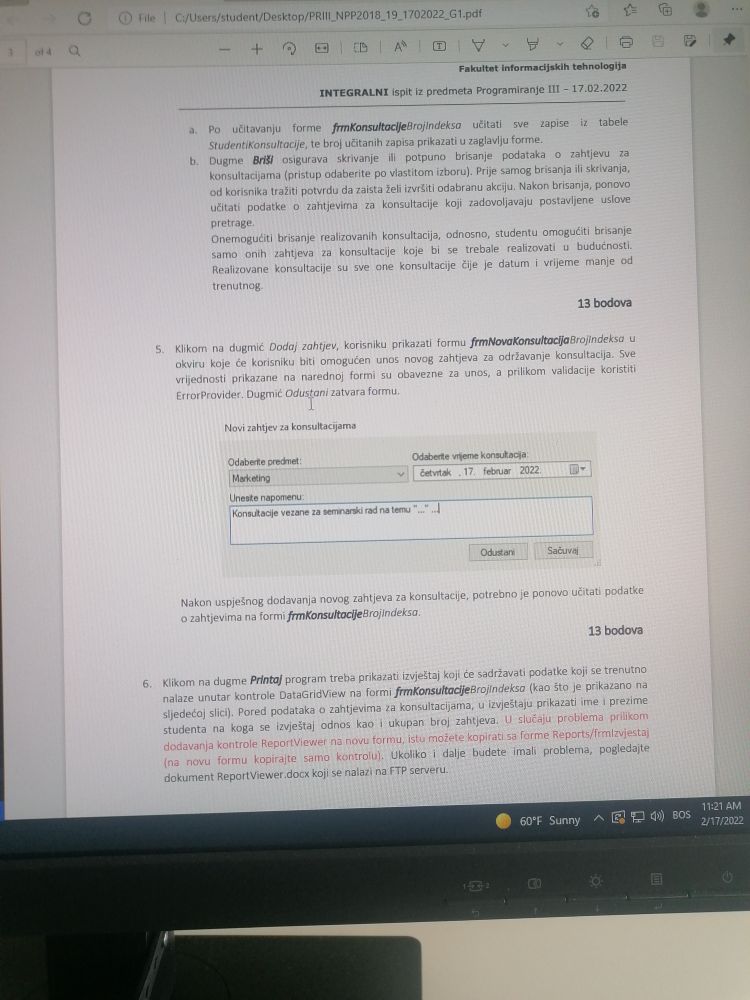 File | C:/Users/student/Desktop/PRIII_NPP2018_19_1702022_G1.pdf
3 of 4
Fakultet informacijskih tehnologija
INTEGRALNI ispit iz predmeta Programiranje III – 17.02.2022
a. Po učitavanju forme frmKonsultacijeBrojIndeksa učitati sve zapise iz tabele
StudentiKonsultacije, te broj učitanih zapisa prikazati u zaglavlju forme.
b. Dugme Briši osigurava skrivanje ili potpuno brisanje podataka o zahtjevu za
konsultacijama (pristup odaberite po vlastitom izboru). Prije samog brisanja ili skrivanja,
od korisnika tražiti potvrdu da zaista želi izvršiti odabranu akciju. Nakon brisanja, ponovo
učitati podatke o zahtjevima za konsultacije koji zadovoljavaju postavljene uslove
pretrage.
Onemogućiti brisanje realizovanih konsultacija, odnosno, studentu omogućiti brisanje
samo onih zahtjeva za konsultacije koje bi se trebale realizovati u budućnosti.
Realizovane konsultacije su sve one konsultacije čije je datum i vrijeme manje od
trenutnog.
13 bodova
5. Klikom na dugmić Dodaj zahtjev, korisniku prikazati formu frmNovaKonsultacijaBrojIndeksa u
okviru koje će korisniku biti omogućen unos novog zahtjeva za održavanje konsultacija. Sve
vrijednosti prikazane na narednoj formi su obavezne za unos, a prilikom validacije koristiti
ErrorProvider. Dugmić Odustani zatvara formu.
Novi zahtjev za konsultacijama
Odaberite predmet: Odaberite vrijeme konsultacija:
Marketing četvrtak , 17. februar 2022.
Unesite napomenu:
Konsultacije vezane za seminarski rad na temu "..." ...
Odustani Sačuvaj
Nakon uspješnog dodavanja novog zahtjeva za konsultacije, potrebno je ponovo učitati podatke
o zahtjevima na formi frmKonsultacijeBrojIndeksa.
13 bodova
6. Klikom na dugme Printaj program treba prikazati izvještaj koji će sadržavati podatke koji se trenutno
nalaze unutar kontrole DataGridView na formi frmKonsultacijeBrojIndeksa (kao što je prikazano na
sljedećoj slici). Pored podataka o zahtjevima za konsultacijama, u izvještaju prikazati ime i prezime
studenta na koga se izvještaj odnos kao i ukupan broj zahtjeva. U slučaju problema prilikom
dodavanja kontrole ReportViewer na novu formu, istu možete kopirati sa forme Reports/frmIzvjestaj
(na novu formu kopirajte samo kontrolu). Ukoliko i dalje budete imali problema, pogledajte
dokument ReportViewer.docx koji se nalazi na FTP serveru.
60°F Sunny BOS 11:21 AM
2/17/2022